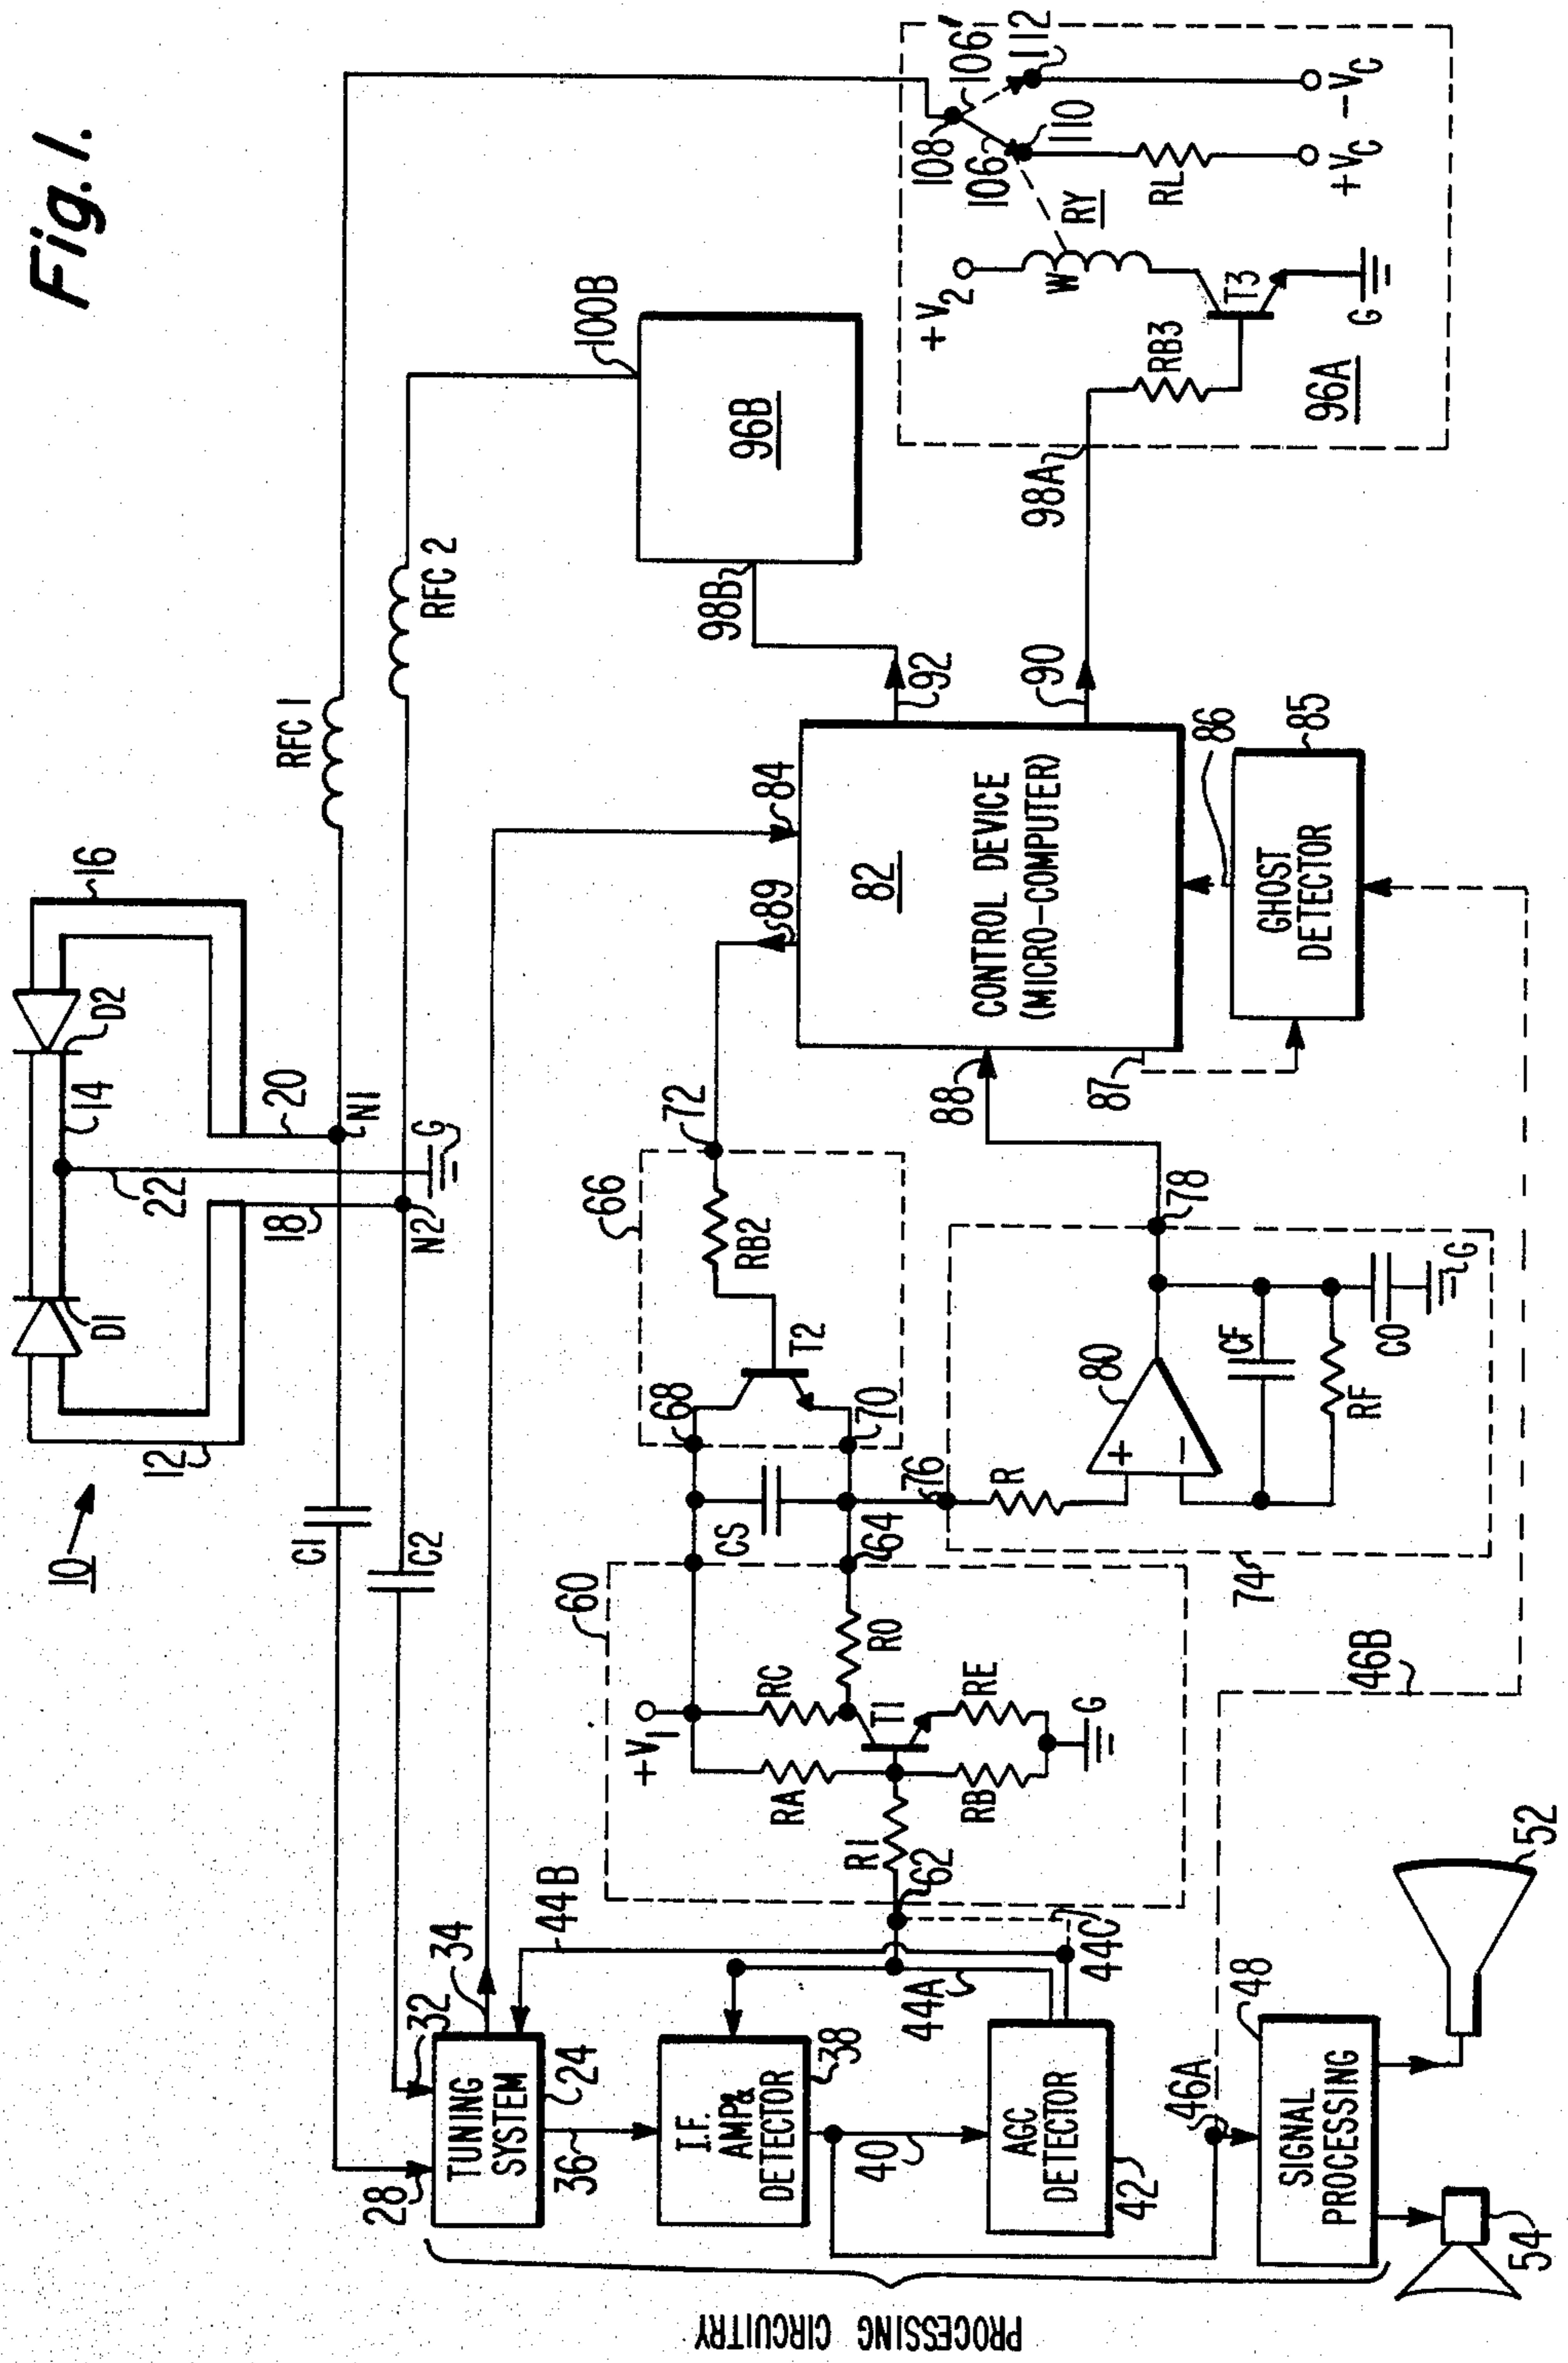 Fig. 1.
10
12
D1
14
D2
16
18
22
20
N1
N2
G
C1
C2
RFC 1
RFC 2
28
32
34
TUNING
SYSTEM
24
36
44B
I.F.
AMP &
DETECTOR
38
40
AGC
DETECTOR
42
44A
44C
46A
46B
SIGNAL
PROCESSING
48
52
54
PROCESSING CIRCUITRY
60
+V1
RA
RC
RI
62
T1
RO
64
RB
RE
G
CS
66
68
70
T2
RB2
72
74
76
R
80
+
−
78
CF
RF
CO
G
82
CONTROL DEVICE
(MICRO-COMPUTER)
84
89
88
87
86
85
GHOST
DETECTOR
92
90
98B
96B
100B
98A
96A
RB3
T3
G
+V2
W
RY
106
106'
108
110
112
RL
+VC
−VC